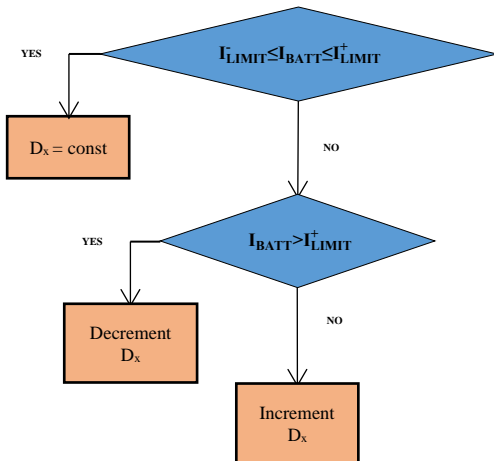 I⁻LIMIT≤IBATT≤I⁺LIMIT
YES
Dx = const
NO
IBATT>I⁺LIMIT
YES
Decrement
Dx
NO
Increment
Dx